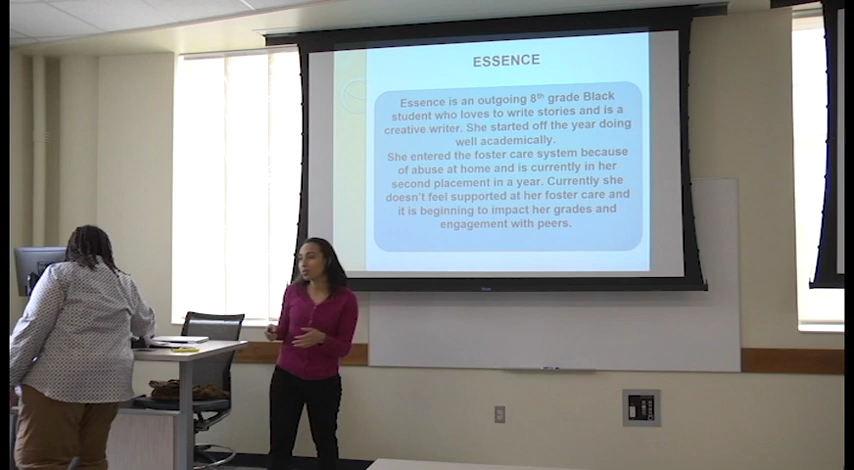 ESSENCE
Essence is an outgoing 8th grade Black
student who loves to write stories and is a
creative writer. She started off the year doing
well academically.
She entered the foster care system because
of abuse at home and is currently in her
second placement in a year. Currently she
doesn't feel supported at her foster care and
it is beginning to impact her grades and
engagement with peers.